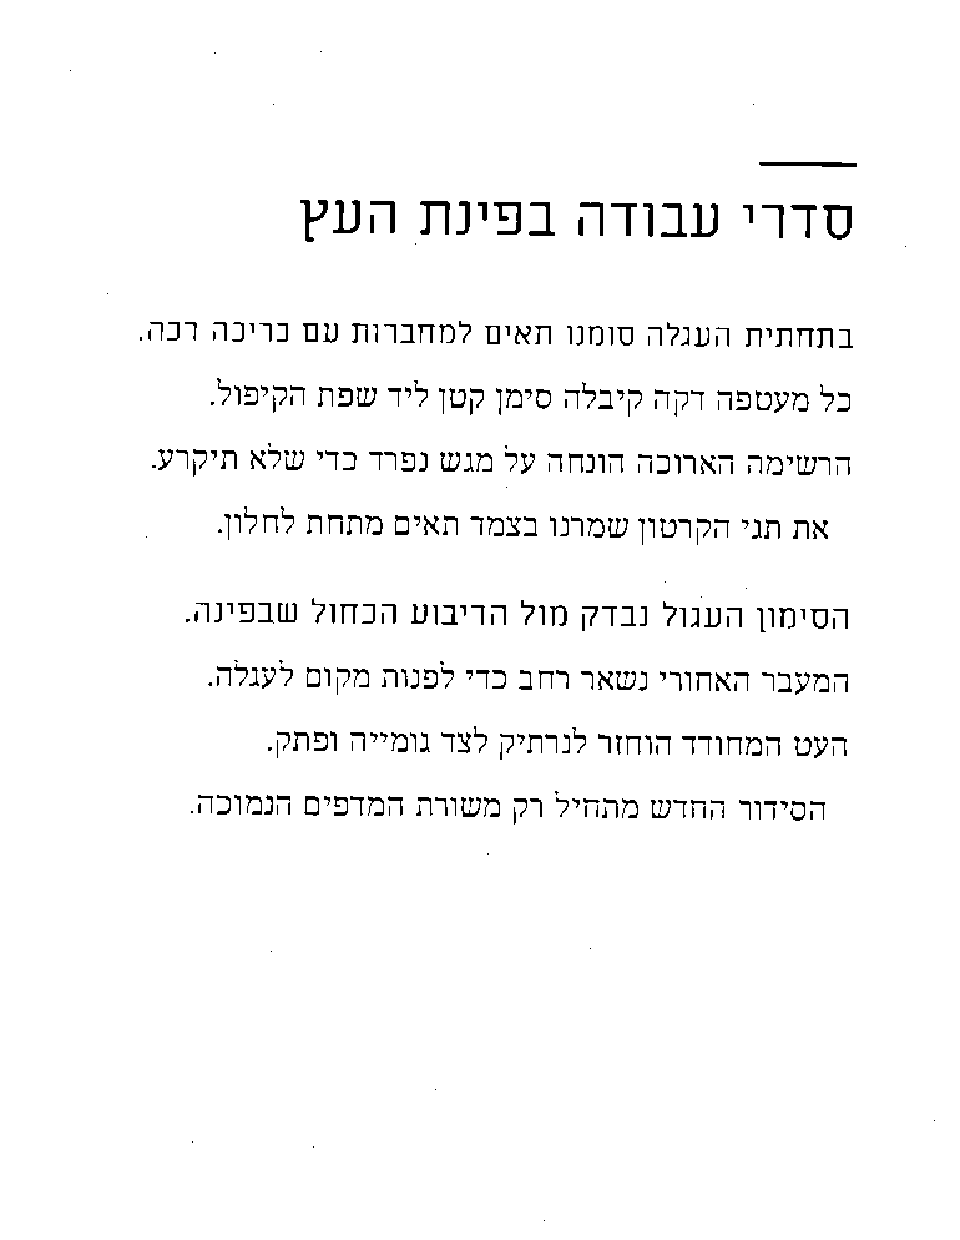 סדרי עבודה בפינת העץ
בתחתית העגלה סומנו תאים למחברות עם כריכה רכה.
כל מעטפה דקה קיבלה סימן קטן ליד שפת הקיפול.
הרשימה הארוכה הונחה על מגש נפרד כדי שלא תיקרע.
את תגי הקרטון שמרנו בצמד תאים מתחת לחלון.
הסימון העגול נבדק מול הדיבוע הכחול שבפינה.
המעבר האחורי נשאר רחב כדי לפנות מקום לעגלה.
העט המחודד הוחזר לנרתיק לצד גומייה ופתק.
הסידור החדש מתחיל רק משורת המדפים הנמוכה.